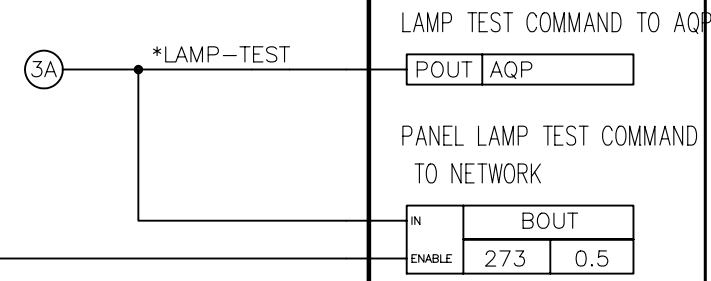 LAMP TEST COMMAND TO AQP
3A
*LAMP-TEST
POUT AQP
PANEL LAMP TEST COMMAND
TO NETWORK
IN BOUT
ENABLE 273 0.5